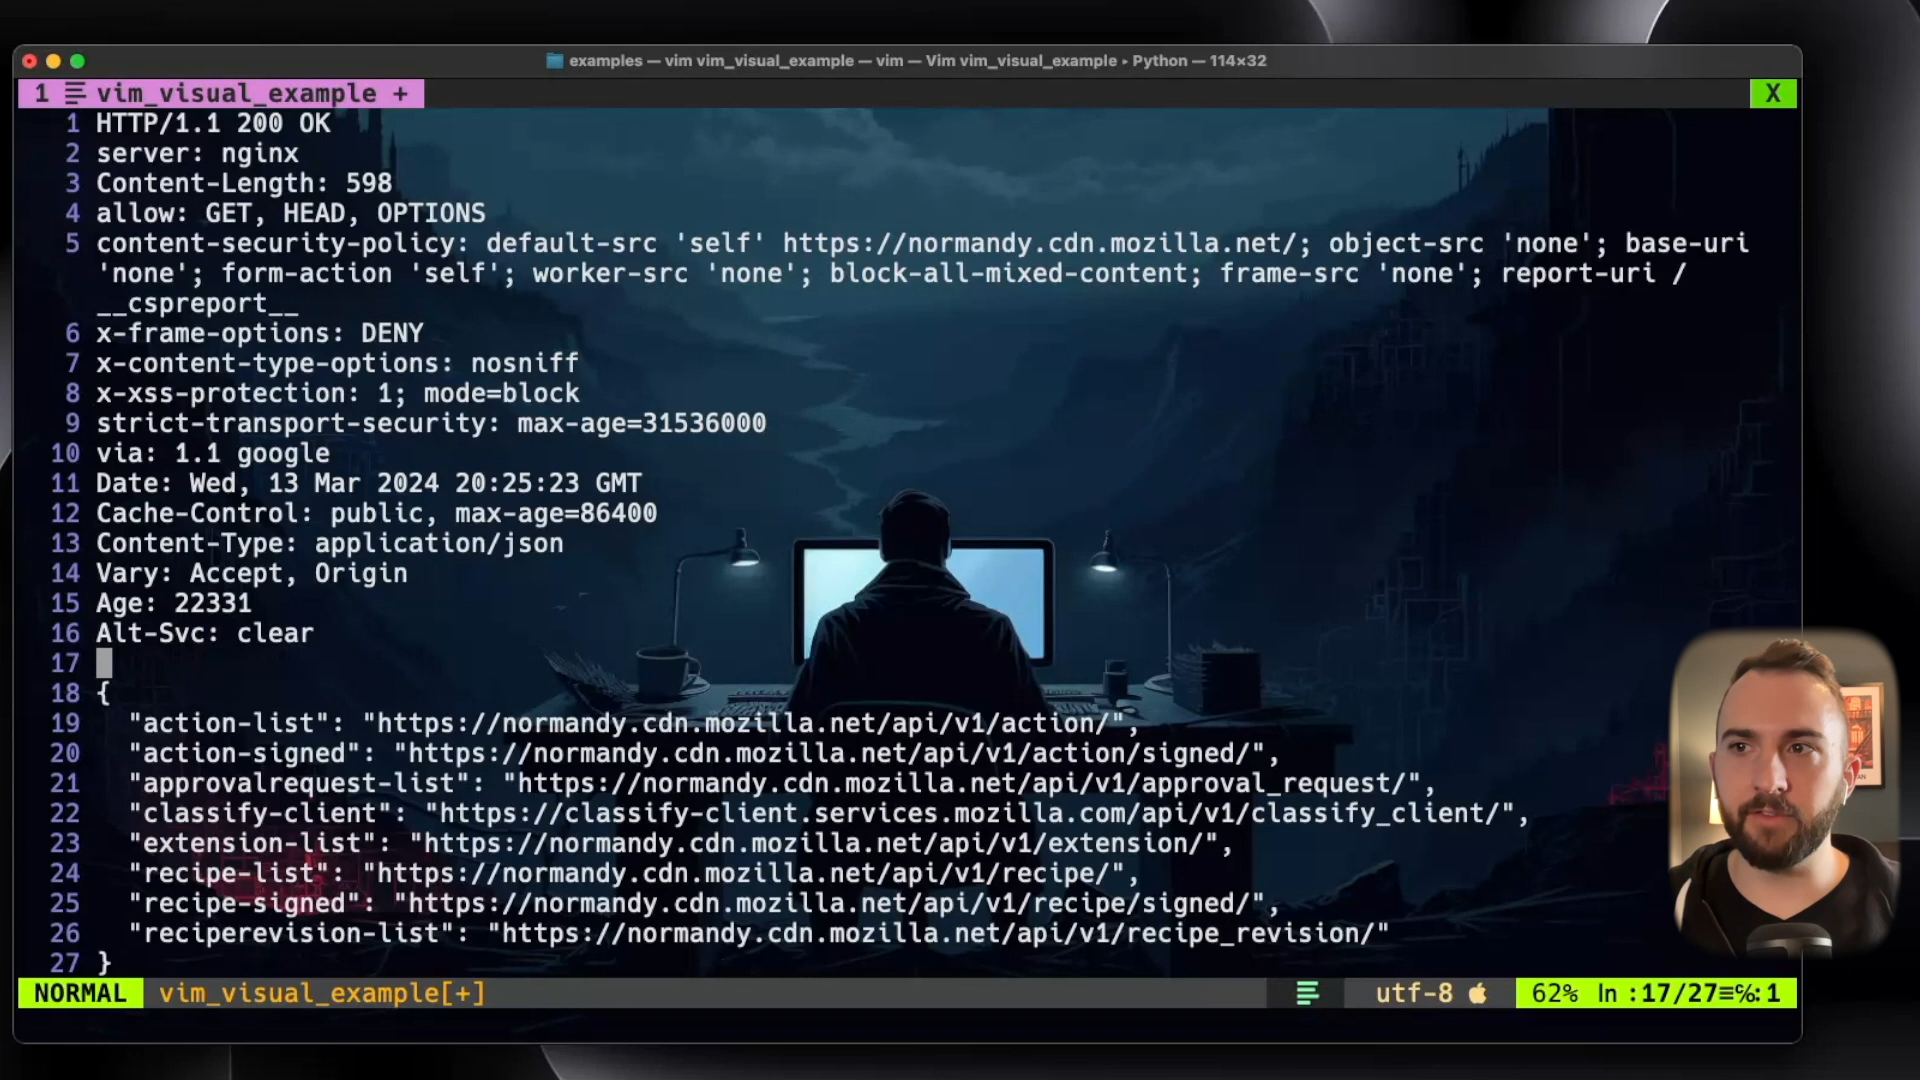 examples — vim vim_visual_example — vim — Vim vim_visual_example ▸ Python — 114×32
1 vim_visual_example + X
1 HTTP/1.1 200 OK
2 server: nginx
3 Content-Length: 598
4 allow: GET, HEAD, OPTIONS
5 content-security-policy: default-src 'self' https://normandy.cdn.mozilla.net/; object-src 'none'; base-uri
'none'; form-action 'self'; worker-src 'none'; block-all-mixed-content; frame-src 'none'; report-uri /
__cspreport__
6 x-frame-options: DENY
7 x-content-type-options: nosniff
8 x-xss-protection: 1; mode=block
9 strict-transport-security: max-age=31536000
10 via: 1.1 google
11 Date: Wed, 13 Mar 2024 20:25:23 GMT
12 Cache-Control: public, max-age=86400
13 Content-Type: application/json
14 Vary: Accept, Origin
15 Age: 22331
16 Alt-Svc: clear
17
18 {
19 "action-list": "https://normandy.cdn.mozilla.net/api/v1/action/",
20 "action-signed": "https://normandy.cdn.mozilla.net/api/v1/action/signed/",
21 "approvalrequest-list": "https://normandy.cdn.mozilla.net/api/v1/approval_request/",
22 "classify-client": "https://classify-client.services.mozilla.com/api/v1/classify_client/",
23 "extension-list": "https://normandy.cdn.mozilla.net/api/v1/extension/",
24 "recipe-list": "https://normandy.cdn.mozilla.net/api/v1/recipe/",
25 "recipe-signed": "https://normandy.cdn.mozilla.net/api/v1/recipe/signed/",
26 "reciperevision-list": "https://normandy.cdn.mozilla.net/api/v1/recipe_revision/"
27 }
NORMAL vim_visual_example[+] utf-8 62% ln :17/27≡℅:1